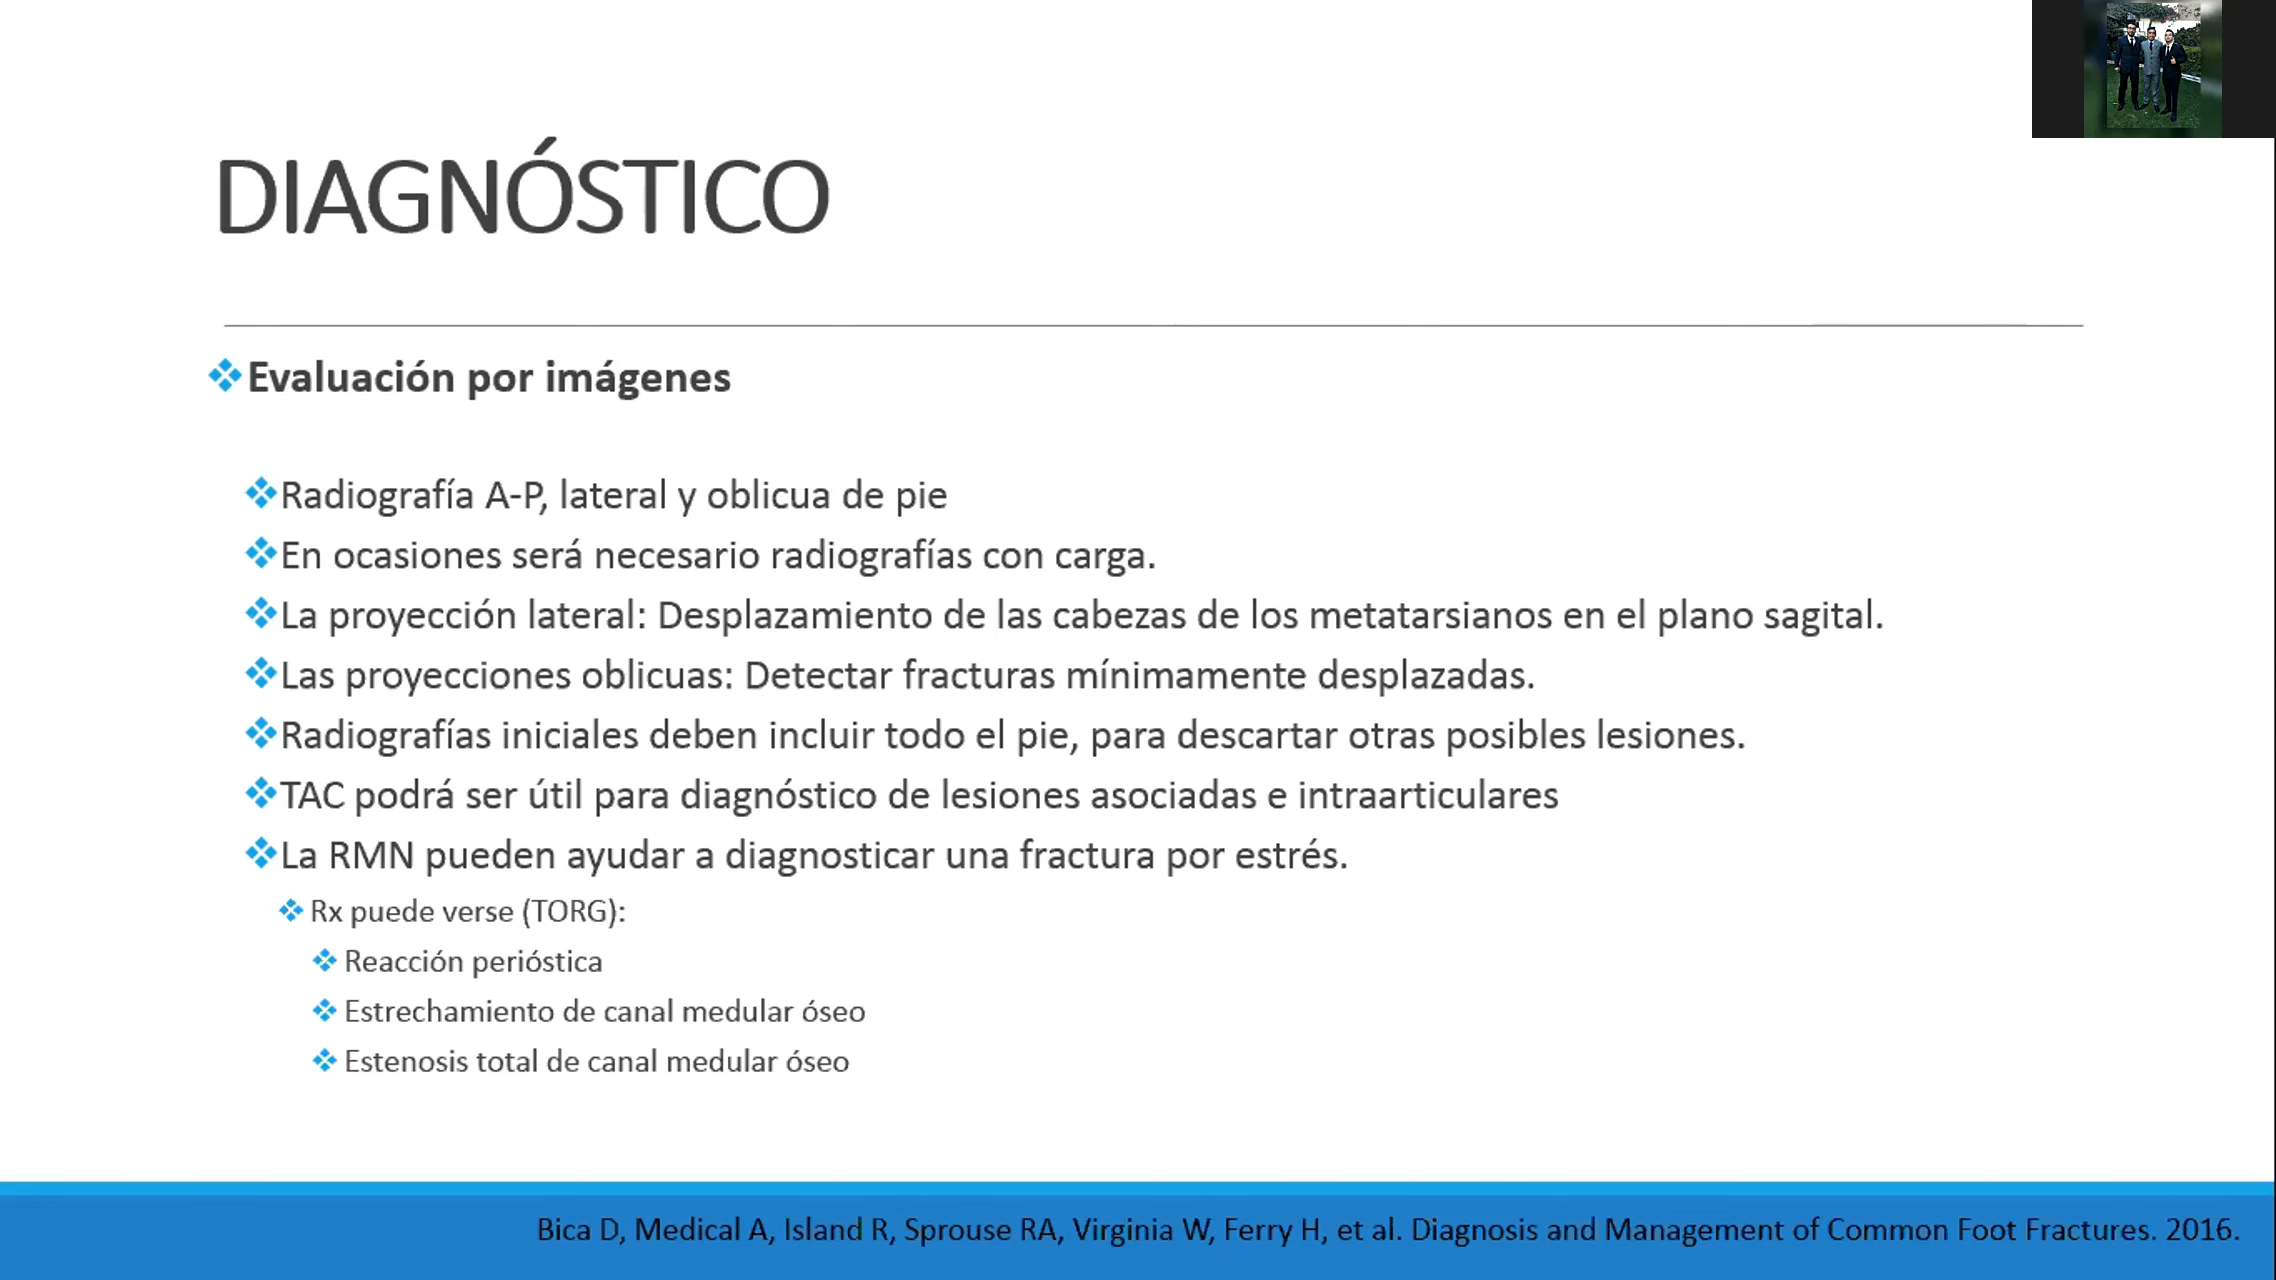 DIAGNÓSTICO
Evaluación por imágenes
Radiografía A-P, lateral y oblicua de pie
En ocasiones será necesario radiografías con carga.
La proyección lateral: Desplazamiento de las cabezas de los metatarsianos en el plano sagital.
Las proyecciones oblicuas: Detectar fracturas mínimamente desplazadas.
Radiografías iniciales deben incluir todo el pie, para descartar otras posibles lesiones.
TAC podrá ser útil para diagnóstico de lesiones asociadas e intraarticulares
La RMN pueden ayudar a diagnosticar una fractura por estrés.
Rx puede verse (TORG):
Reacción perióstica
Estrechamiento de canal medular óseo
Estenosis total de canal medular óseo
Bica D, Medical A, Island R, Sprouse RA, Virginia W, Ferry H, et al. Diagnosis and Management of Common Foot Fractures. 2016.